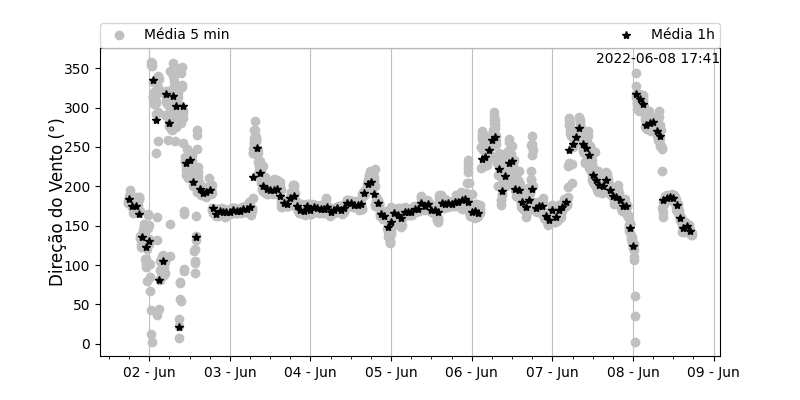 Média 5 min
Média 1h
2022-06-08 17:41
Direção do Vento (°)
350
300
250
200
150
100
50
0
02 - Jun
03 - Jun
04 - Jun
05 - Jun
06 - Jun
07 - Jun
08 - Jun
09 - Jun